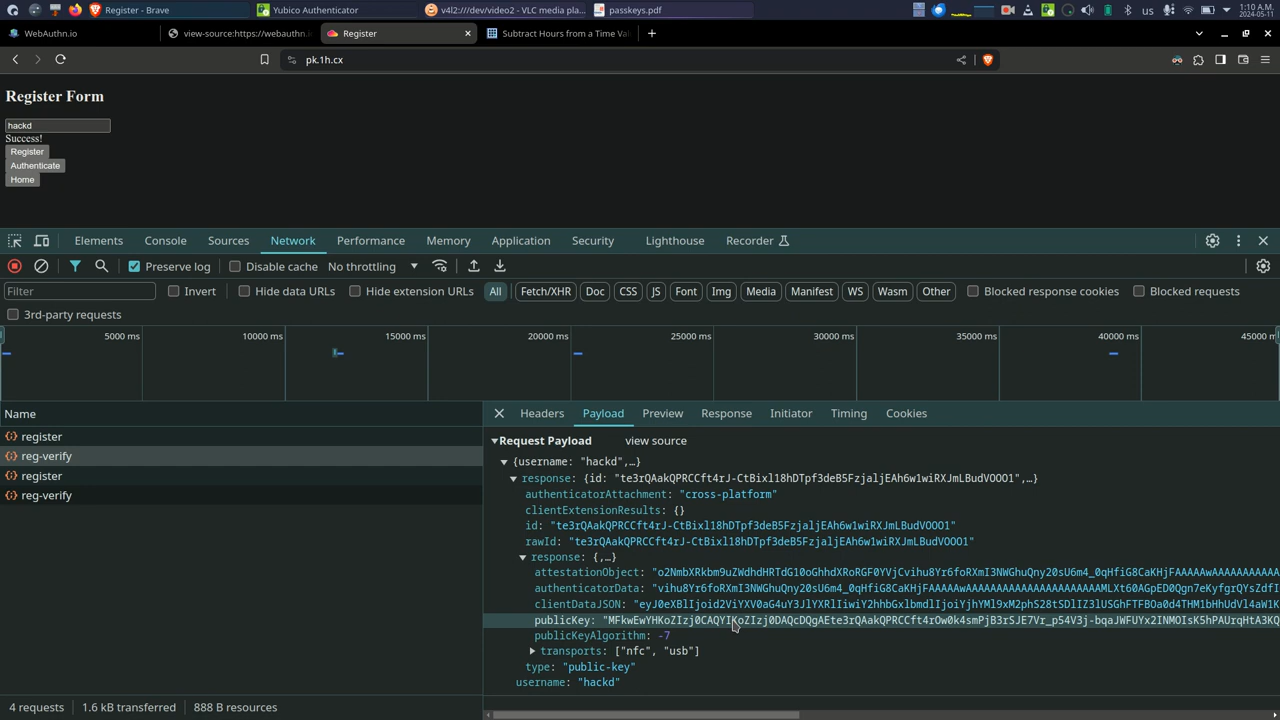 Register - Brave
Yubico Authenticator
v4l2:///dev/video2 - VLC media pla...
passkeys.pdf
us
1:10 A.M.
2024-05-11
WebAuthn.io
view-source:https://webauthn.i
Register
Subtract Hours from a Time Val
pk.1h.cx
Register Form
hackd
Success!
Register
Authenticate
Home
Elements
Console
Sources
Network
Performance
Memory
Application
Security
Lighthouse
Recorder
Preserve log
Disable cache
No throttling
Filter
Invert
Hide data URLs
Hide extension URLs
All
Fetch/XHR
Doc
CSS
JS
Font
Img
Media
Manifest
WS
Wasm
Other
Blocked response cookies
Blocked requests
3rd-party requests
5000 ms
10000 ms
15000 ms
20000 ms
25000 ms
30000 ms
35000 ms
40000 ms
45000 m
Name
Headers
Payload
Preview
Response
Initiator
Timing
Cookies
register
reg-verify
register
reg-verify
Request Payload view source
{username: "hackd",…}
response: {id: "te3rQAakQPRCCft4rJ-CtBixl18hDTpf3deB5FzjaljEAh6w1wiRXJmLBudVOOO1",…}
authenticatorAttachment: "cross-platform"
clientExtensionResults: {}
id: "te3rQAakQPRCCft4rJ-CtBixl18hDTpf3deB5FzjaljEAh6w1wiRXJmLBudVOOO1"
rawId: "te3rQAakQPRCCft4rJ-CtBixl18hDTpf3deB5FzjaljEAh6w1wiRXJmLBudVOOO1"
response: {,…}
attestationObject:
authenticatorData:
clientDataJSON:
publicKey:
publicKeyAlgorithm: -7
transports: ["nfc", "usb"]
type: "public-key"
username: "hackd"
4 requests
1.6 kB transferred
888 B resources